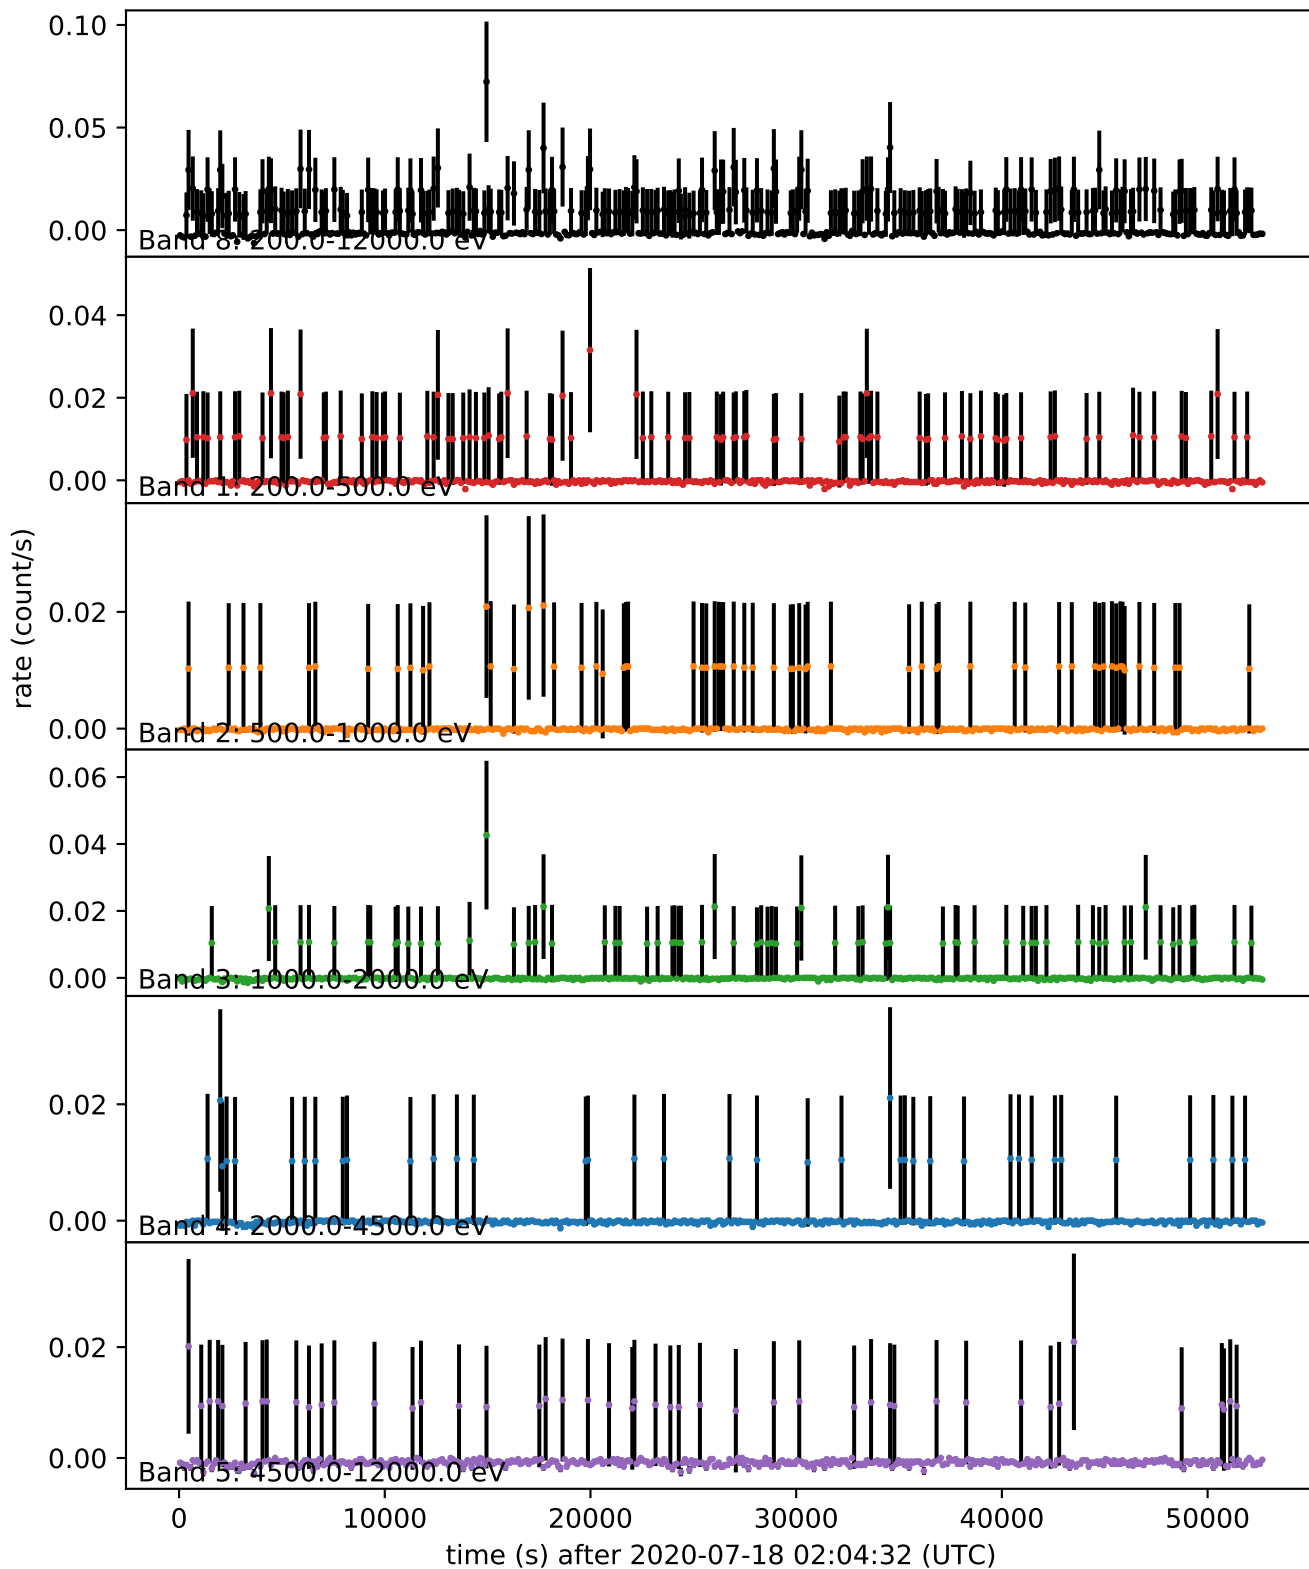 0.10
0.05
0.00
Band 8: 200.0-12000.0 eV
0.04
0.02
0.00
Band 1: 200.0-500.0 eV
rate (count/s)
0.02
0.00
Band 2: 500.0-1000.0 eV
0.06
0.04
0.02
0.00
Band 3: 1000.0-2000.0 eV
0.02
0.00
Band 4: 2000.0-4500.0 eV
0.02
0.00
Band 5: 4500.0-12000.0 eV
0 10000 20000 30000 40000 50000
time (s) after 2020-07-18 02:04:32 (UTC)